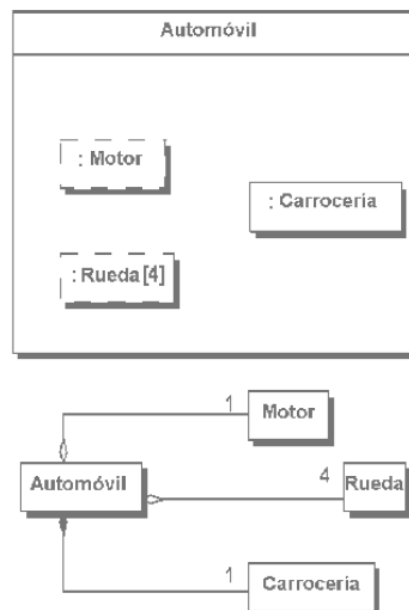 Automóvil
: Motor
: Carrocería
: Rueda [4]
1
Motor
Automóvil
4
Rueda
1
Carrocería